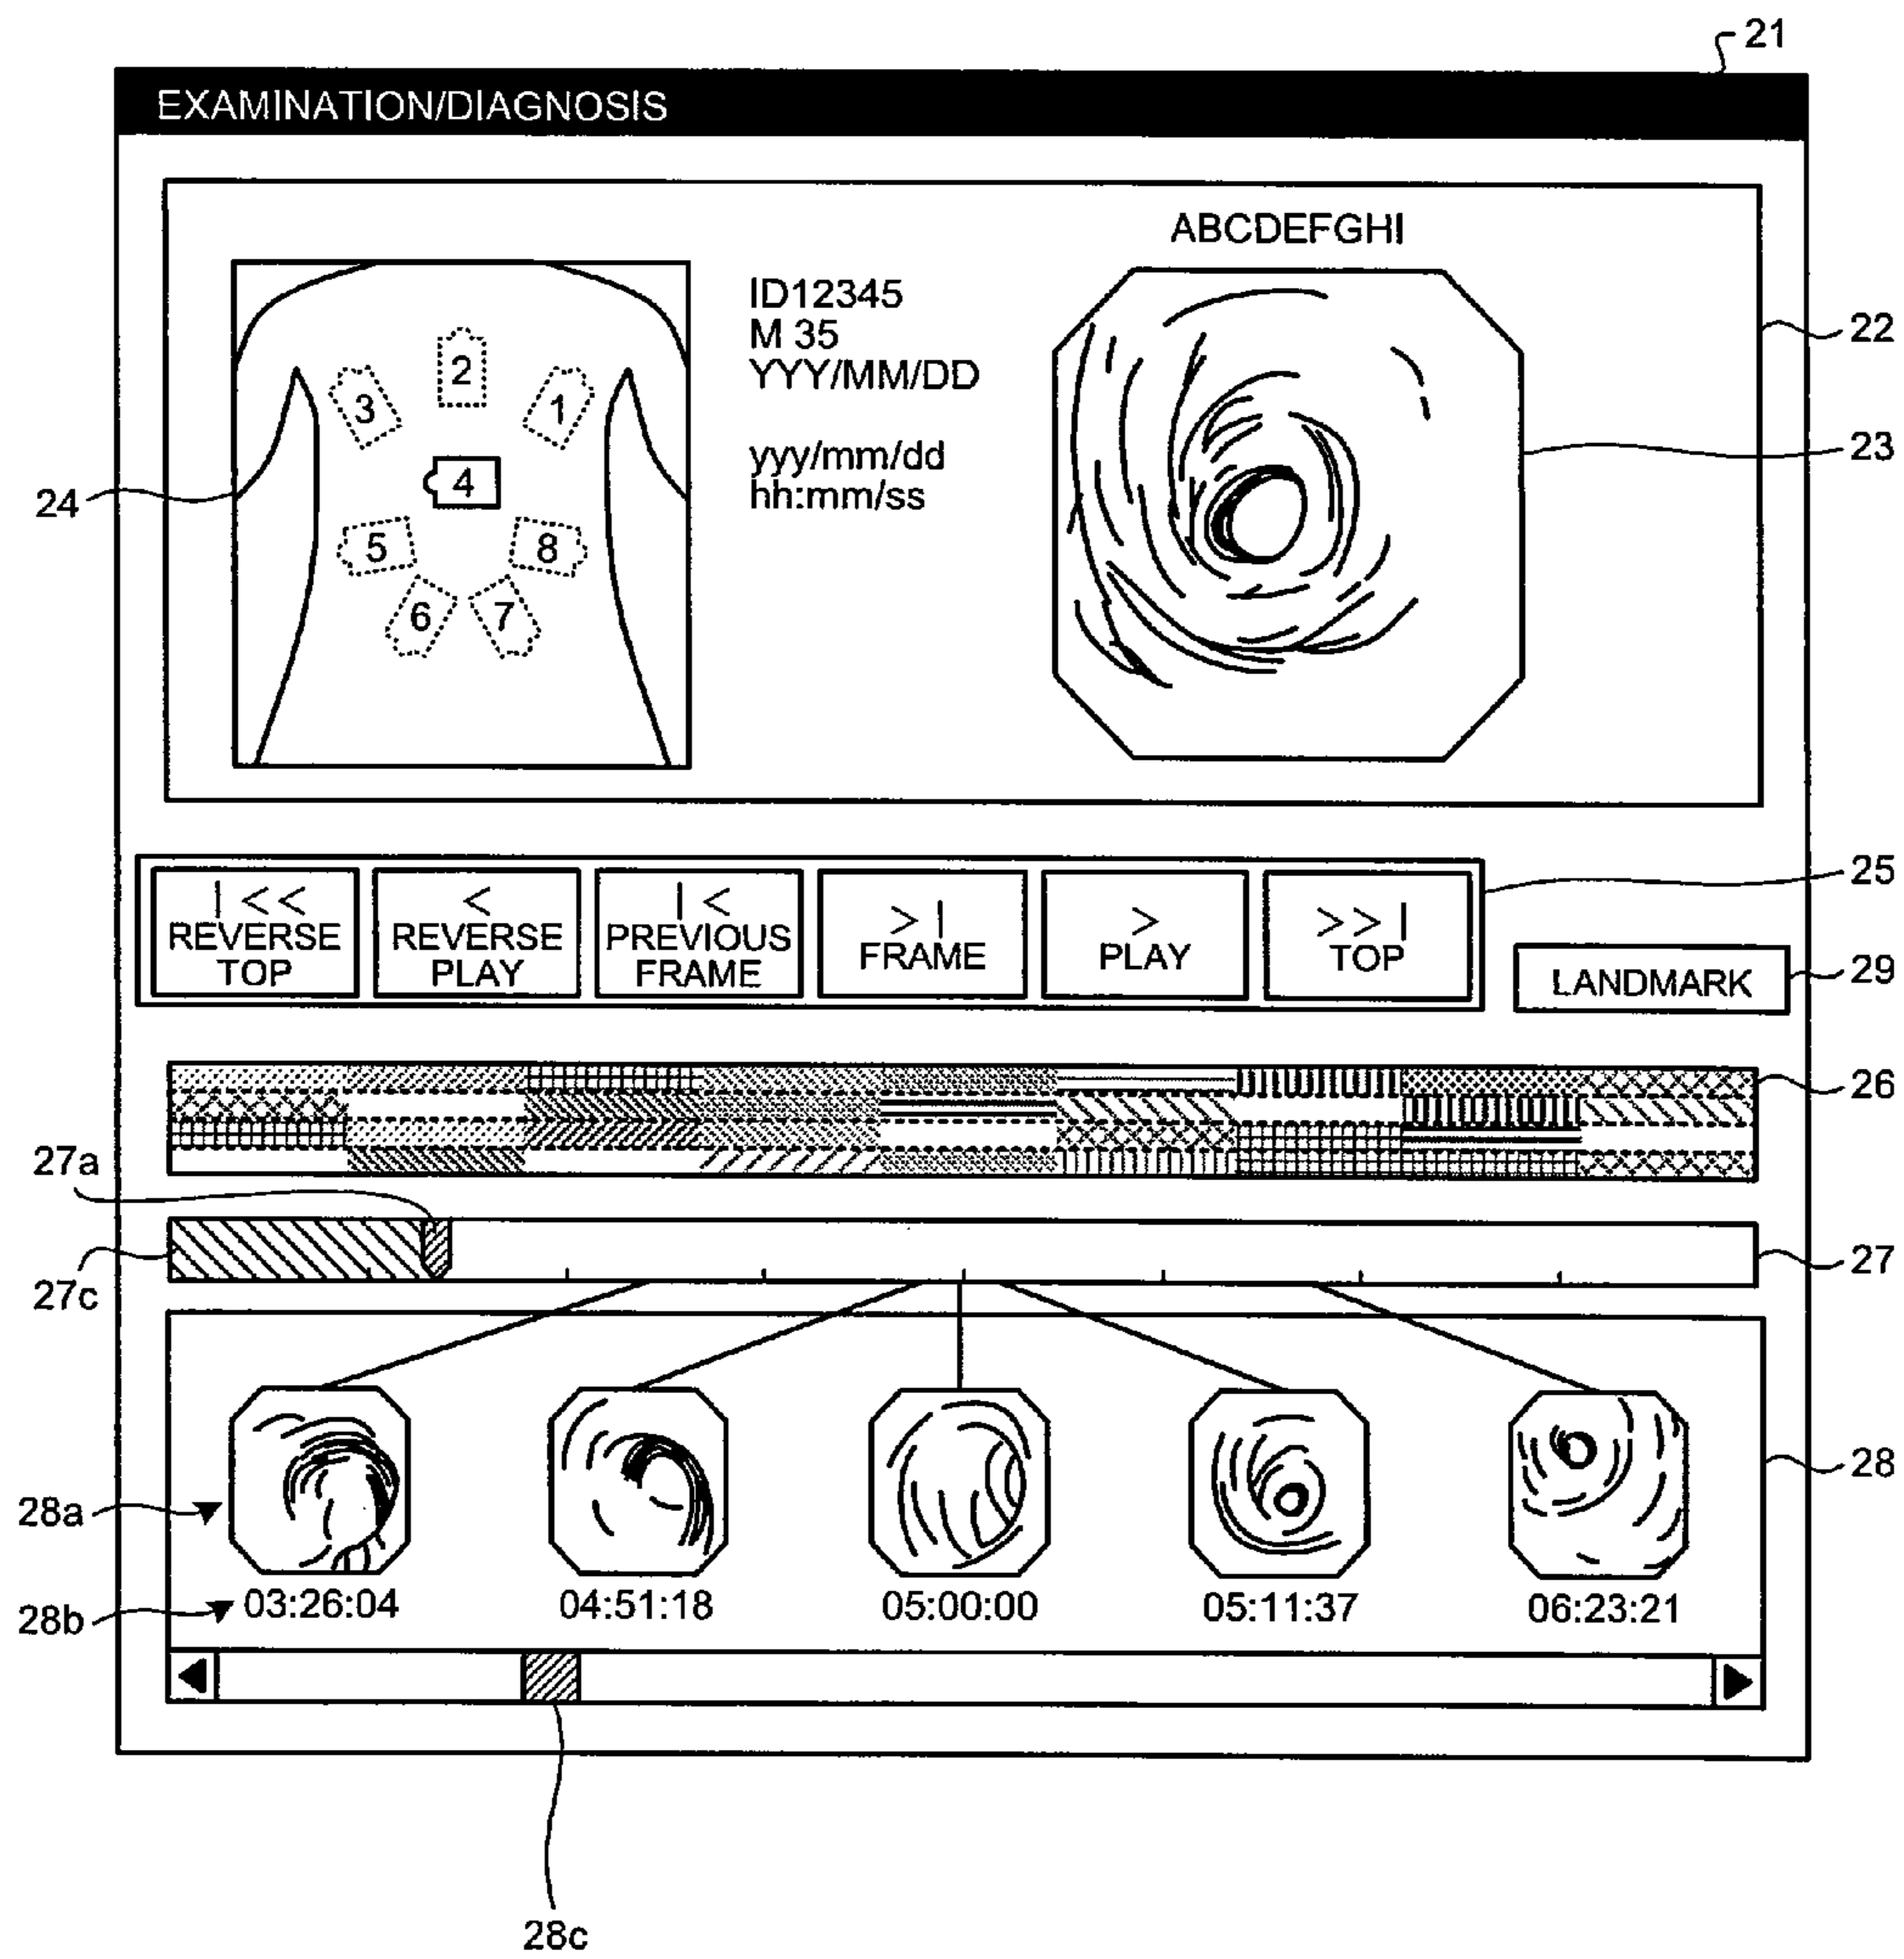 21
EXAMINATION/DIAGNOSIS
ABCDEFGHI
ID12345
M 35
YYY/MM/DD
yyy/mm/dd
hh:mm/ss
22
23
24
2
3
1
4
5
8
6
7
25
|<<
REVERSE
TOP
<
REVERSE
PLAY
|<
PREVIOUS
FRAME
>|
FRAME
>
PLAY
>>|
TOP
LANDMARK
29
26
27a
27c
27
28
28a
28b
03:26:04
04:51:18
05:00:00
05:11:37
06:23:21
28c